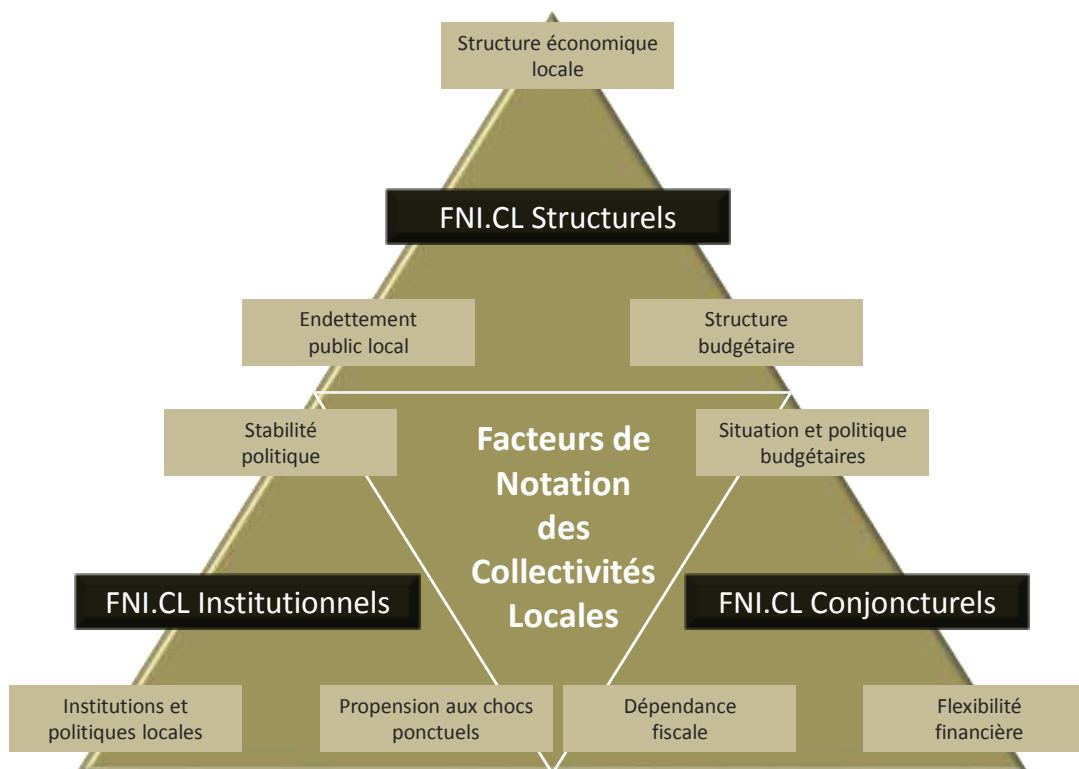 Structure économique
locale
FNI.CL Structurels
Endettement
public local
Structure
budgétaire
Stabilité
politique
Facteurs de
Notation
des
Collectivités
Locales
Situation et politique
budgétaires
FNI.CL Institutionnels
FNI.CL Conjoncturels
Institutions et
politiques locales
Propension aux chocs
ponctuels
Dépendance
fiscale
Flexibilité
financière